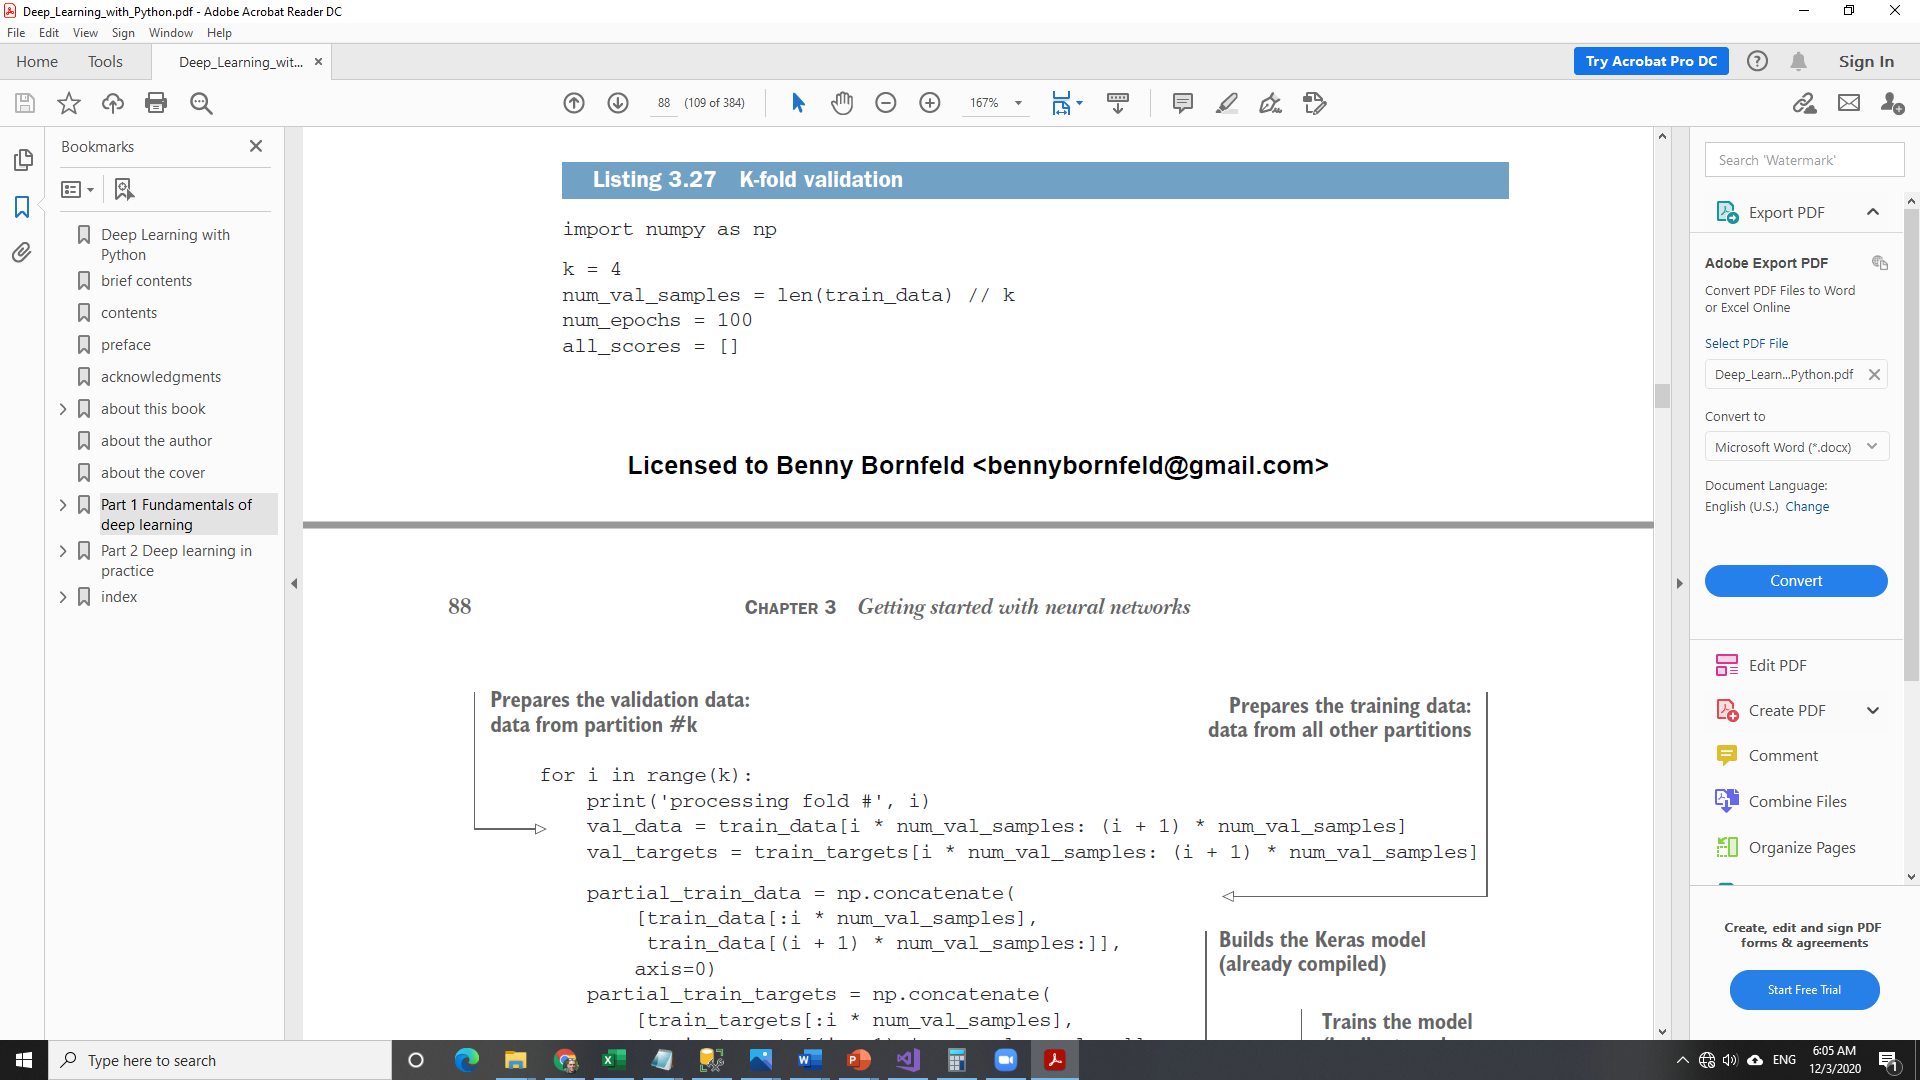 Deep_Learning_with_Python.pdf - Adobe Acrobat Reader DC
File Edit View Sign Window Help
Home Tools Deep_Learning_wit... Try Acrobat Pro DC Sign In
88 (109 of 384) 167%
Bookmarks
Deep Learning with
Python
brief contents
contents
preface
acknowledgments
about this book
about the author
about the cover
Part 1 Fundamentals of
deep learning
Part 2 Deep learning in
practice
index
Listing 3.27 K-fold validation
import numpy as np
k = 4
num_val_samples = len(train_data) // k
num_epochs = 100
all_scores = []
Licensed to Benny Bornfeld <bennybornfeld@gmail.com>
88 CHAPTER 3 Getting started with neural networks
Prepares the validation data:
data from partition #k
Prepares the training data:
data from all other partitions
for i in range(k):
print('processing fold #', i)
val_data = train_data[i * num_val_samples: (i + 1) * num_val_samples]
val_targets = train_targets[i * num_val_samples: (i + 1) * num_val_samples]
partial_train_data = np.concatenate(
[train_data[:i * num_val_samples],
train_data[(i + 1) * num_val_samples:]],
axis=0)
partial_train_targets = np.concatenate(
[train_targets[:i * num_val_samples],
Builds the Keras model
(already compiled)
Trains the model
Search 'Watermark'
Export PDF
Adobe Export PDF
Convert PDF Files to Word
or Excel Online
Select PDF File
Deep_Learn...Python.pdf
Convert to
Microsoft Word (*.docx)
Document Language:
English (U.S.) Change
Convert
Edit PDF
Create PDF
Comment
Combine Files
Organize Pages
Create, edit and sign PDF
forms & agreements
Start Free Trial
Type here to search
ENG
6:05 AM
12/3/2020
1